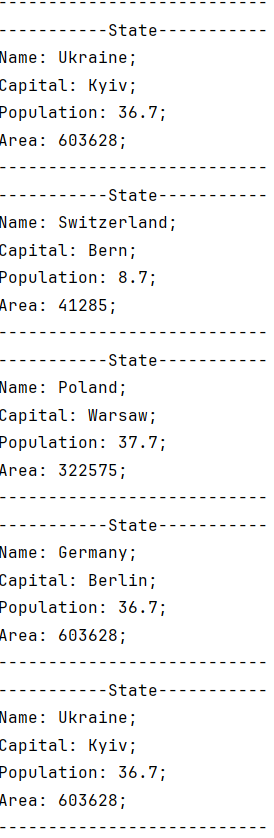 ---------------------------
-----------State-----------
Name: Ukraine;
Capital: Kyiv;
Population: 36.7;
Area: 603628;
---------------------------
-----------State-----------
Name: Switzerland;
Capital: Bern;
Population: 8.7;
Area: 41285;
---------------------------
-----------State-----------
Name: Poland;
Capital: Warsaw;
Population: 37.7;
Area: 322575;
---------------------------
-----------State-----------
Name: Germany;
Capital: Berlin;
Population: 36.7;
Area: 603628;
---------------------------
-----------State-----------
Name: Ukraine;
Capital: Kyiv;
Population: 36.7;
Area: 603628;
---------------------------